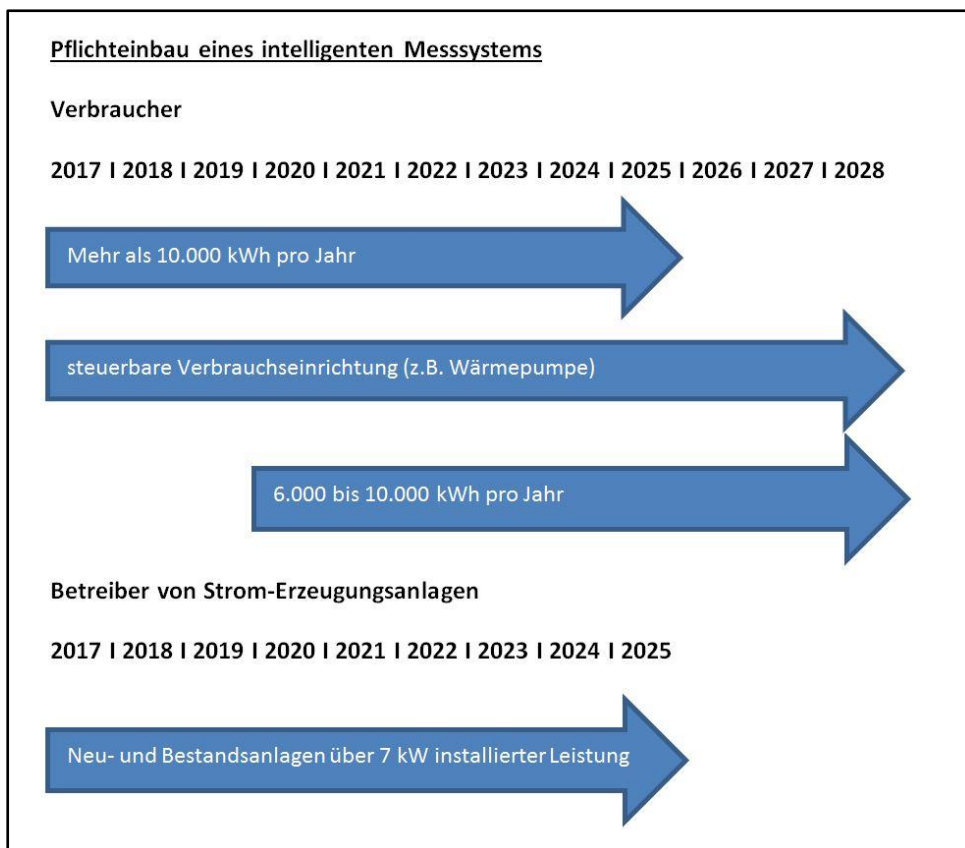 Pflichteinbau eines intelligenten Messsystems
Verbraucher
2017 I 2018 I 2019 I 2020 I 2021 I 2022 I 2023 I 2024 I 2025 I 2026 I 2027 I 2028
Mehr als 10.000 kWh pro Jahr
steuerbare Verbrauchseinrichtung (z.B. Wärmepumpe)
6.000 bis 10.000 kWh pro Jahr
Betreiber von Strom-Erzeugungsanlagen
2017 I 2018 I 2019 I 2020 I 2021 I 2022 I 2023 I 2024 I 2025
Neu- und Bestandsanlagen über 7 kW installierter Leistung